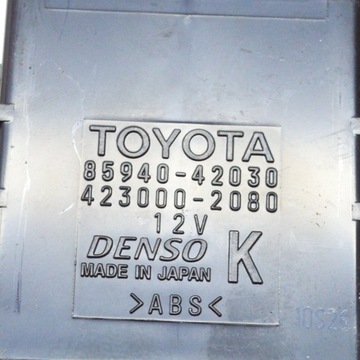 TOYOTA
85940-42030
423000-2080
12V
DENSO K
MADE IN JAPAN
>ABS<